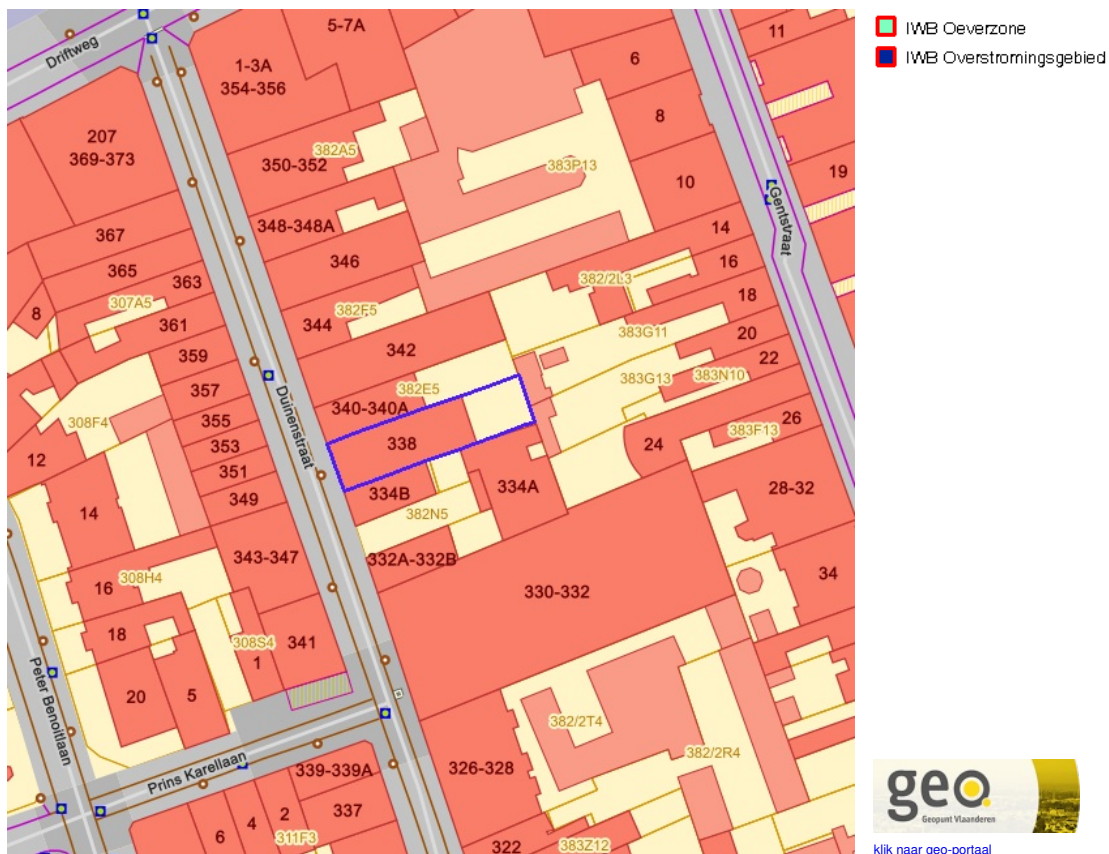 Driftweg
5-7A
1-3A
354-356
11
6
8
207
369-373
382A5
350-352
383P13
10
19
Gentstraat
348-348A
14
367
346
16
365
363
382/2L3
18
307A5
8
382F5
361
344
383G11
20
342
359
22
383G13
383N10
357
382E5
Duinenstraat
340-340A
26
308F4
355
383F13
353
338
24
12
351
334A
28-32
349
334B
14
382N5
343-347
332A-332B
308H4
34
16
330-332
18
308S4
341
1
Peter Benoitlaan
20
5
382/2T4
382/2R4
Prins Karellaan
339-339A
326-328
337
2
4
6
311F3
322
383Z12
IWB Oeverzone
IWB Overstromingsgebied
geo
Geopunt Vlaanderen
klik naar geo-portaal